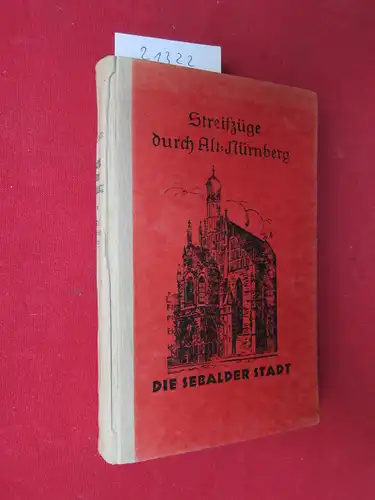 21322
Streifzüge
durch Alt-Nürnberg
DIE SEBALDER STADT